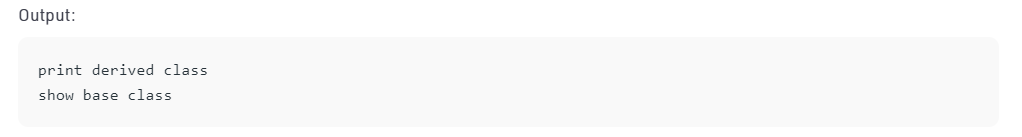 Output:
print derived class
show base class